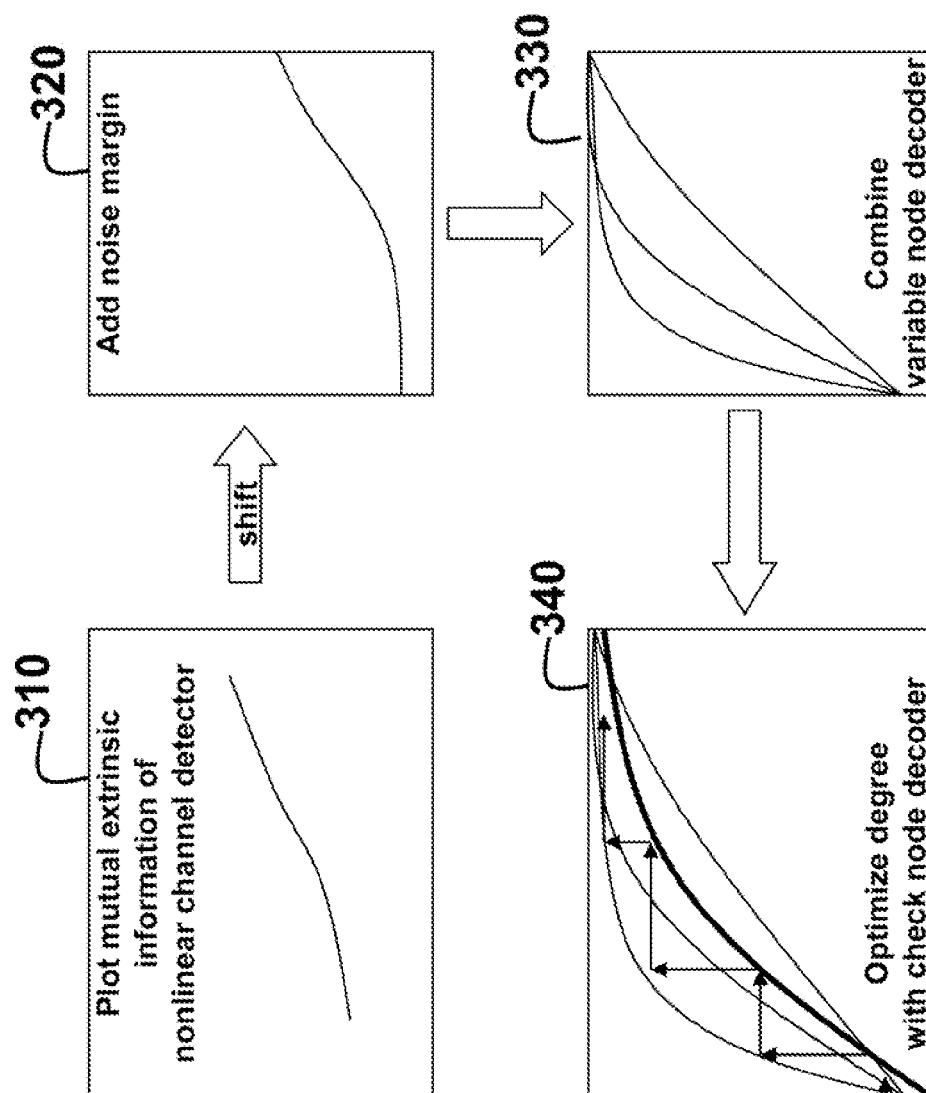 310
Plot mutual extrinsic
information of
nonlinear channel detector
shift
320
Add noise margin
330
Combine
variable node decoder
340
Optimize degree
with check node decoder